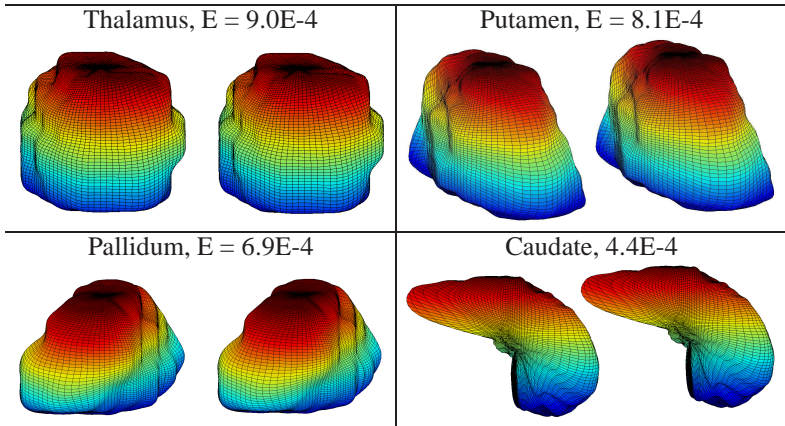 Thalamus, E = 9.0E-4
Putamen, E = 8.1E-4
Pallidum, E = 6.9E-4
Caudate, 4.4E-4